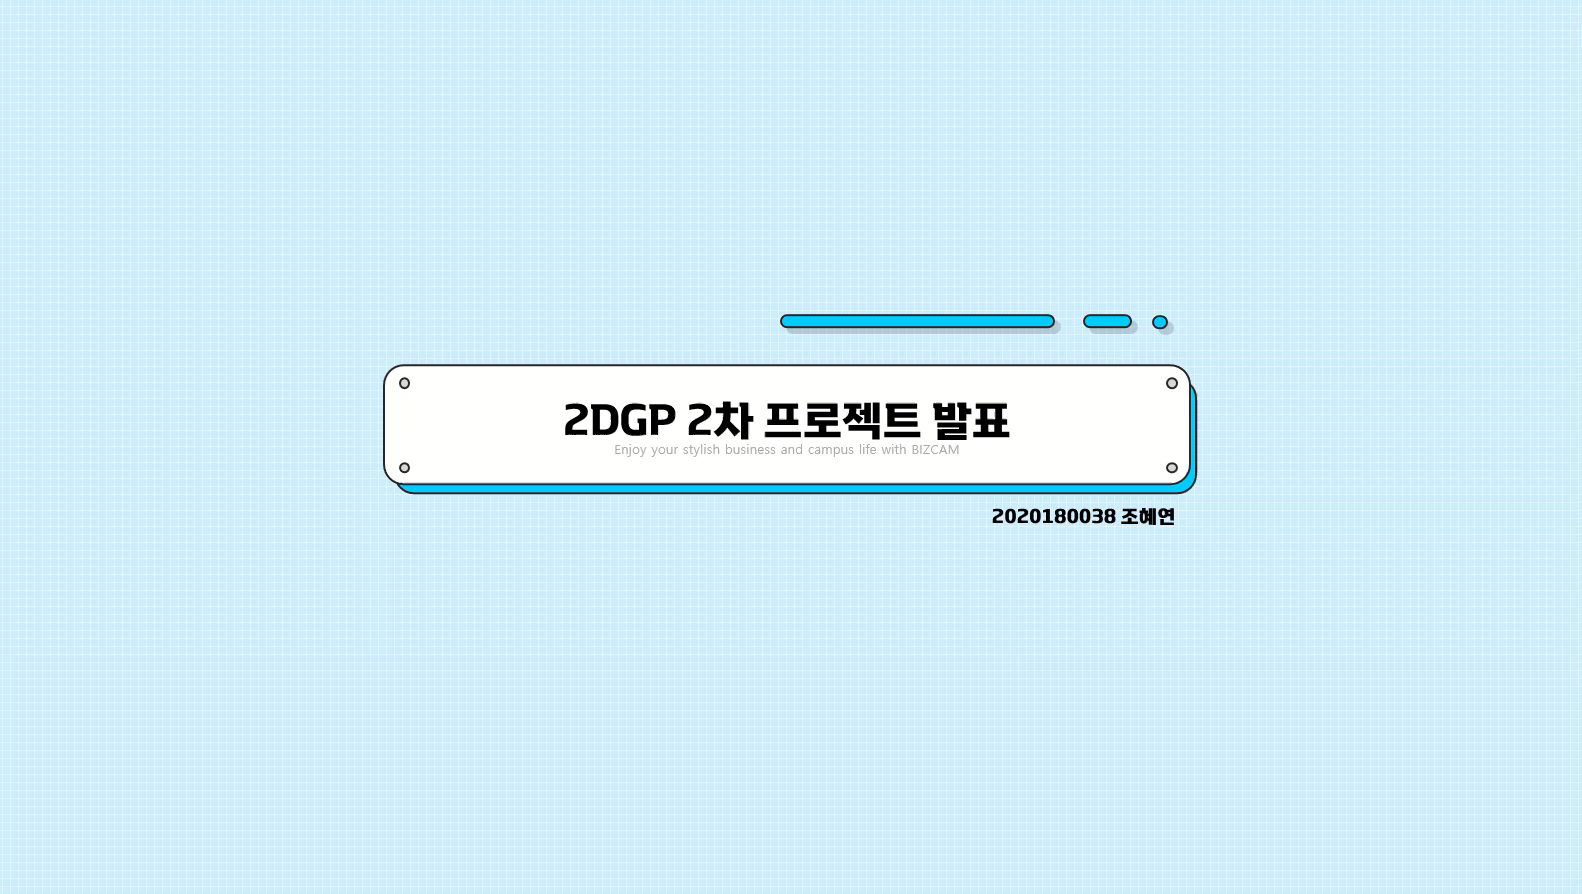 2DGP 2차 프로젝트 발표
Enjoy your stylish business and campus life with BIZCAM
2020180038 조혜연